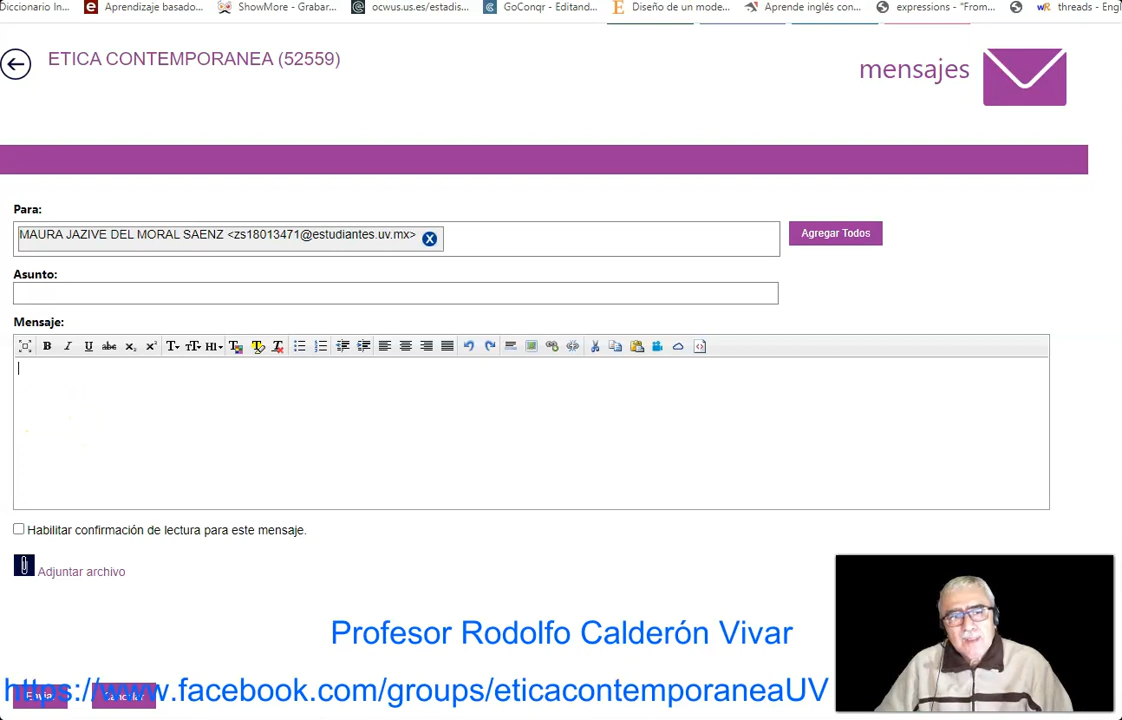 Diccionario In... Aprendizaje basado... ShowMore - Grabar... ocwus.us.es/estadis... GoConqr - Editand... Diseño de un mode... Aprende inglés con... expressions - "From... threads - Engl
ETICA CONTEMPORANEA (52559)
mensajes
Para:
MAURA JAZIVE DEL MORAL SAENZ <zs18013471@estudiantes.uv.mx> X
Agregar Todos
Asunto:
Mensaje:
Habilitar confirmación de lectura para este mensaje.
Adjuntar archivo
Profesor Rodolfo Calderón Vivar
https://www.facebook.com/groups/eticacontemporaneaUV